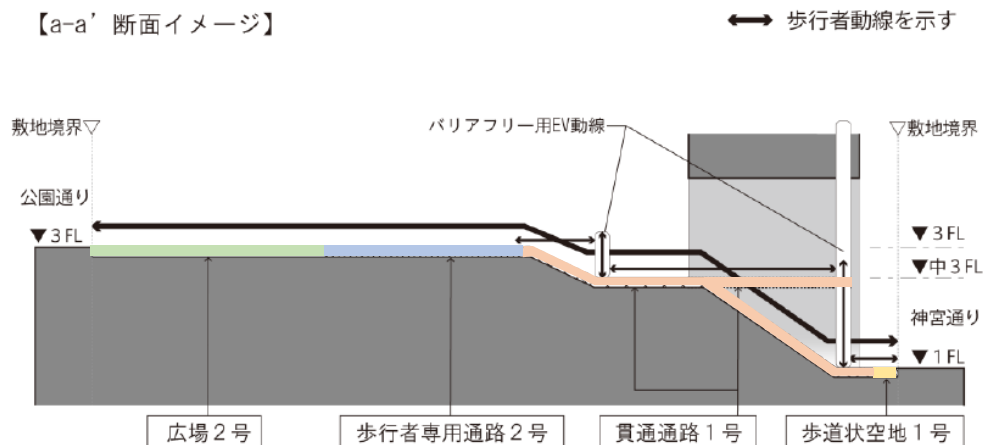 【a-a’ 断面イメージ】
歩行者動線を示す
敷地境界▽
バリアフリー用EV動線
▽敷地境界
公園通り
▼3FL
▼3FL
▼中3FL
神宮通り
▼1FL
広場2号
歩行者専用通路2号
貫通通路1号
歩道状空地1号